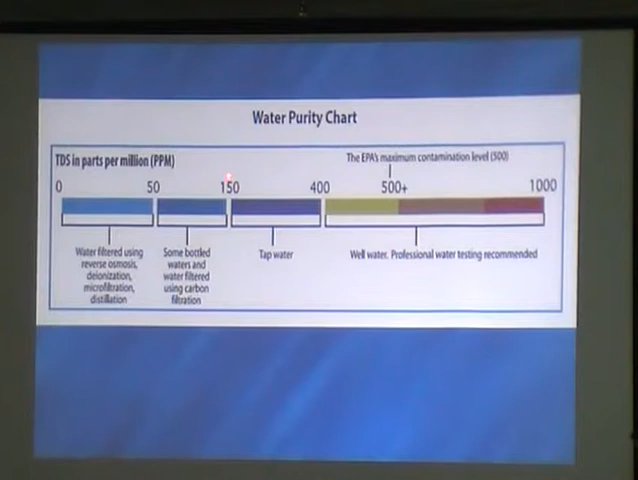 Water Purity Chart
TDS in parts per million (PPM)
The EPA's maximum contamination level (500)
0 50 150 400 500+ 1000
Water filtered using
reverse osmosis,
deionization,
microfiltration,
distillation
Some bottled
waters and
water filtered
using carbon
filtration
Tap water
Well water. Professional water testing recommended